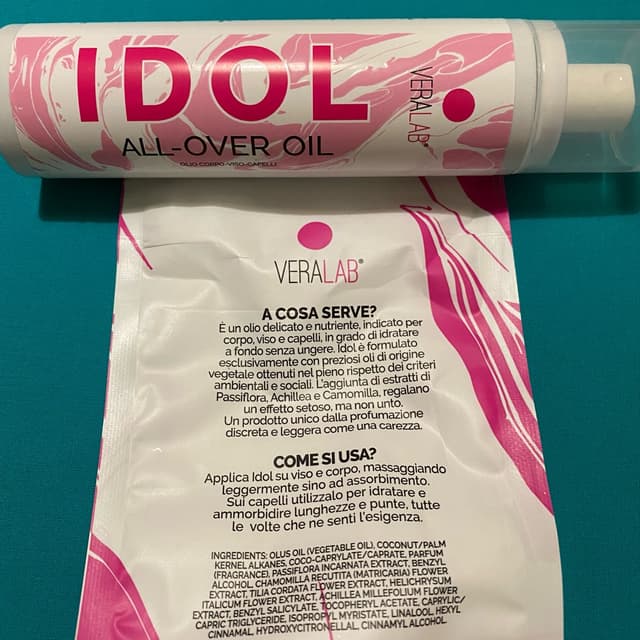 IDOL
ALL-OVER OIL
OLIO CORPO-VISO-CAPELLI
VERALAB®
VERALAB®
A COSA SERVE?
È un olio delicato e nutriente, indicato per
corpo, viso e capelli, in grado di idratare
a fondo senza ungere. Idol è formulato
esclusivamente con preziosi oli di origine
vegetale ottenuti nel pieno rispetto dei criteri
ambientali e sociali. L'aggiunta di estratti di
Passiflora, Achillea e Camomilla, regalano
un effetto setoso, ma non unto.
Un prodotto unico dalla profumazione
discreta e leggera come una carezza.
COME SI USA?
Applica Idol su viso e corpo, massaggiando
leggermente sino ad assorbimento.
Sui capelli utilizzalo per idratare e
ammorbidire lunghezze e punte, tutte
le volte che ne senti l'esigenza.
INGREDIENTS: OLUS OIL (VEGETABLE OIL), COCONUT/PALM
KERNEL ALKANES, COCO-CAPRYLATE/CAPRATE, PARFUM
(FRAGRANCE), PASSIFLORA INCARNATA EXTRACT, BENZYL
ALCOHOL, CHAMOMILLA RECUTITA (MATRICARIA) FLOWER
EXTRACT, TILIA CORDATA FLOWER EXTRACT, HELICHRYSUM
ITALICUM FLOWER EXTRACT, ACHILLEA MILLEFOLIUM FLOWER
EXTRACT, BENZYL SALICYLATE, TOCOPHERYL ACETATE, CAPRYLIC/
CAPRIC TRIGLYCERIDE, ISOPROPYL MYRISTATE, LINALOOL, HEXYL
CINNAMAL, HYDROXYCITRONELLAL, CINNAMYL ALCOHOL